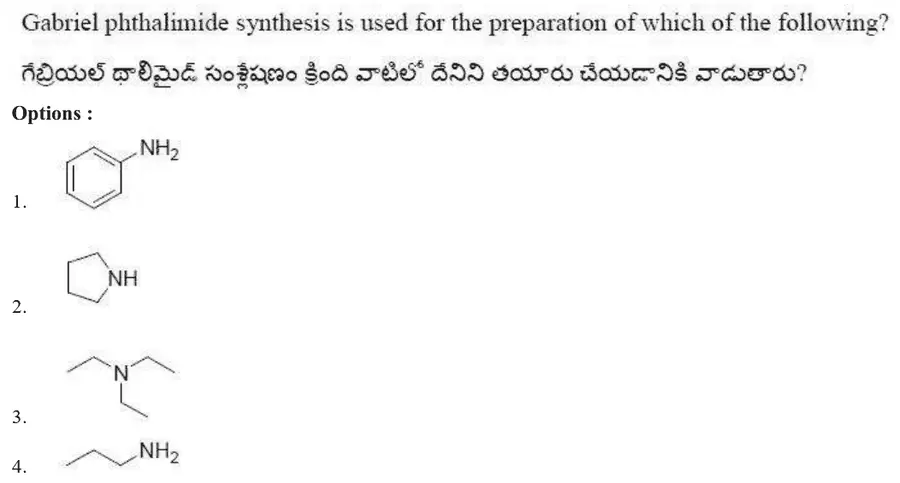 Gabriel phthalimide synthesis is used for the preparation of which of the following?
గేబ్రియల్ థాలిమైడ్ సంశ్లేషణం క్రింది వాటిలో దేనిని తయారు చేయడానికి వాడుతారు?
Options :
NH2
1.
NH
2.
N
3.
NH2
4.